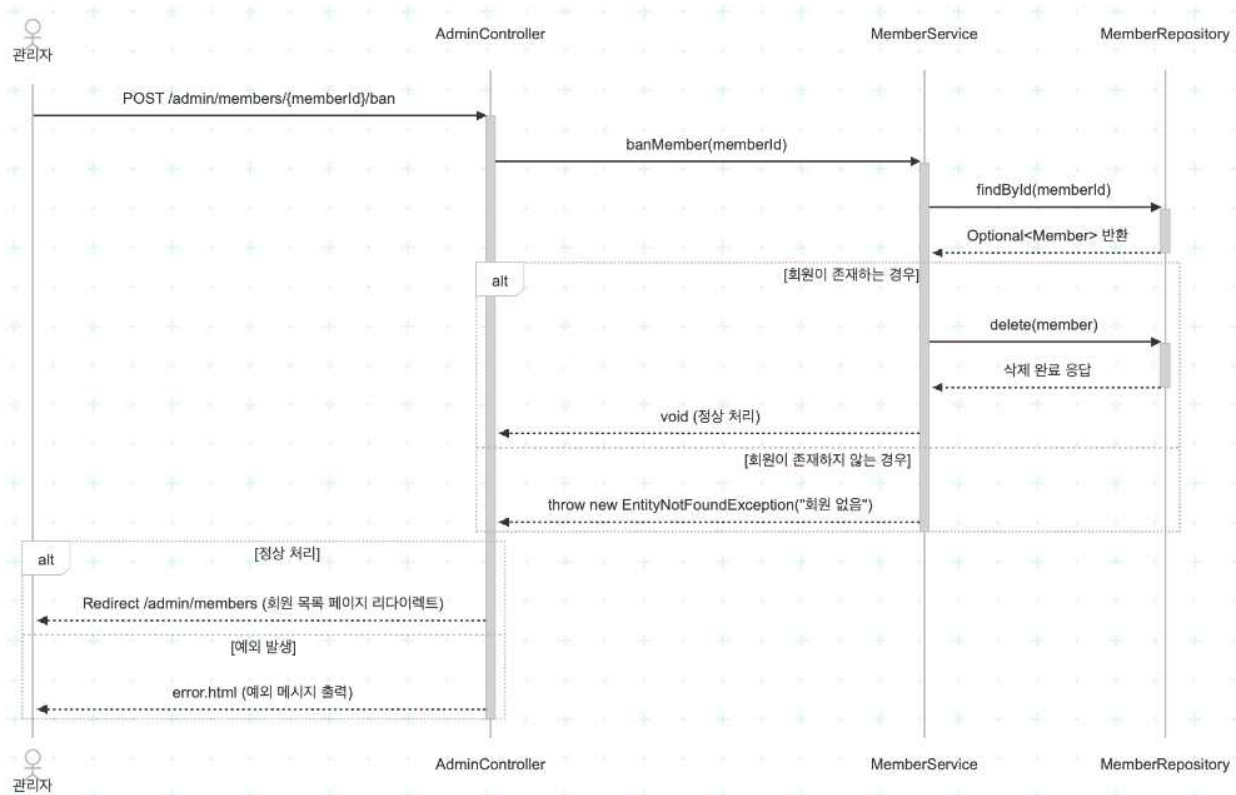 관리자
AdminController
MemberService
MemberRepository
POST /admin/members/{memberId}/ban
banMember(memberId)
findById(memberId)
Optional<Member> 반환
alt
[회원이 존재하는 경우]
delete(member)
삭제 완료 응답
void (정상 처리)
[회원이 존재하지 않는 경우]
throw new EntityNotFoundException("회원 없음")
alt
[정상 처리]
Redirect /admin/members (회원 목록 페이지 리다이렉트)
[예외 발생]
error.html (예외 메시지 출력)
관리자
AdminController
MemberService
MemberRepository